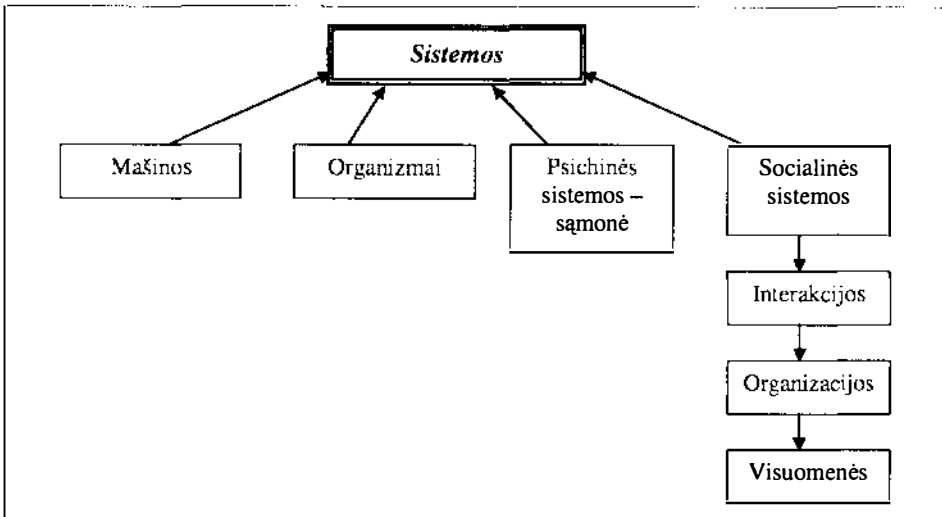 Sistemos
Mašinos
Organizmai
Psichinės
sistemos –
sąmonė
Socialinės
sistemos
Interakcijos
Organizacijos
Visuomenės